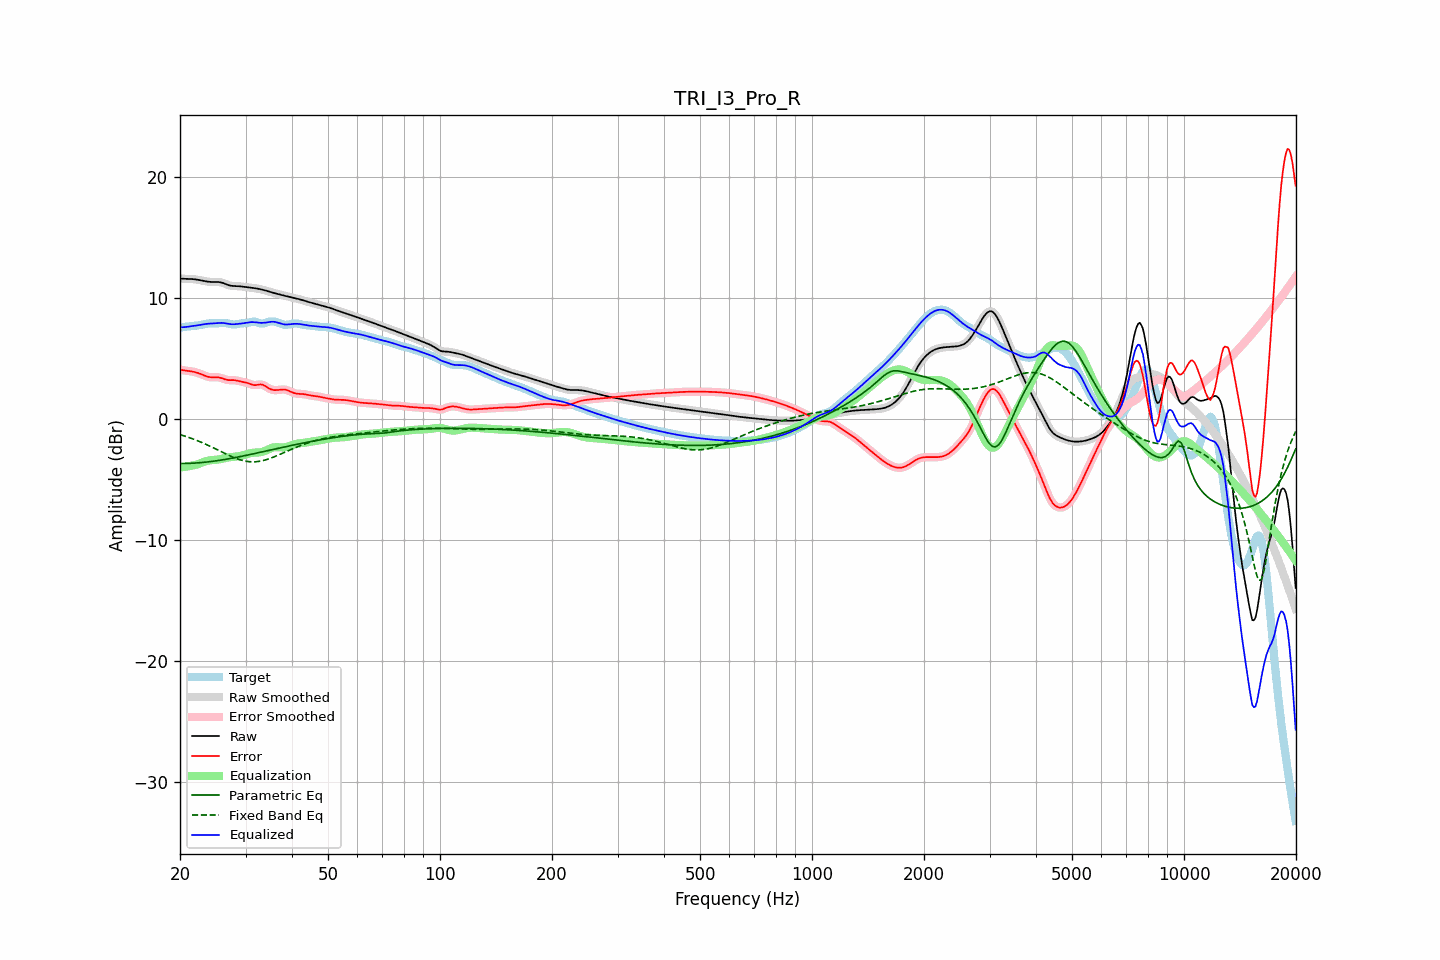 TRI_I3_Pro_R
Amplitude (dBr)
20
10
0
−10
−20
−30
Target
Raw Smoothed
Error Smoothed
Raw
Error
Equalization
Parametric Eq
Fixed Band Eq
Equalized
20 50 100 200 500 1000 2000 5000 10000 20000
Frequency (Hz)